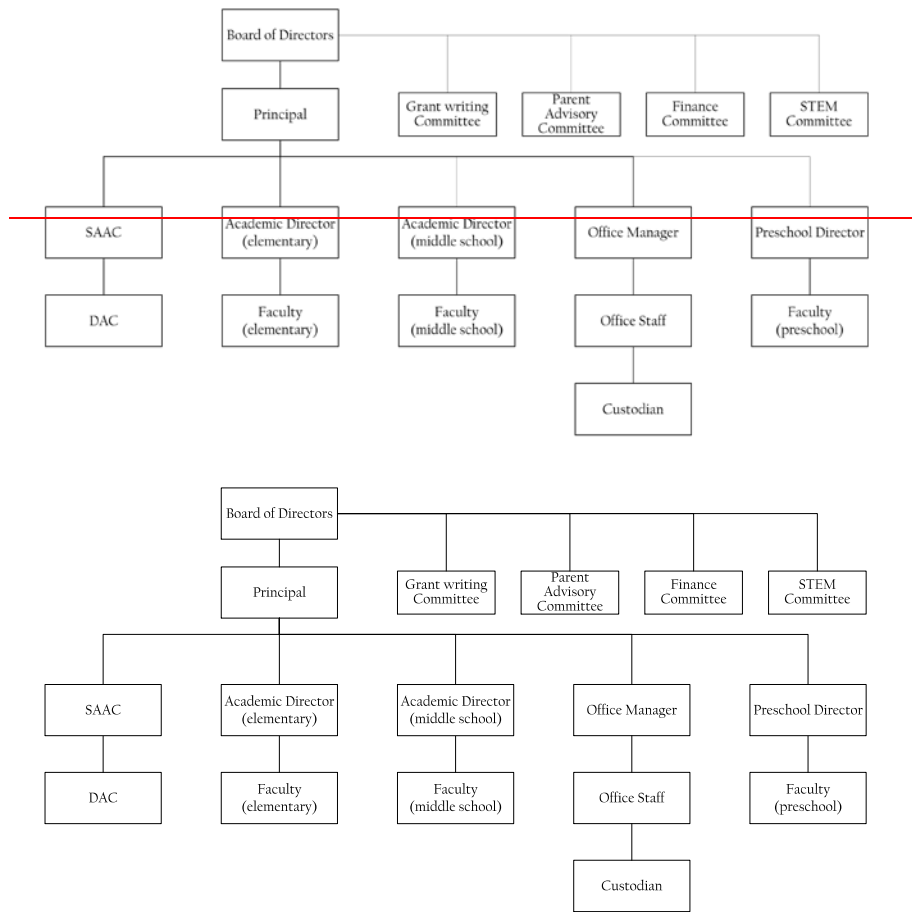 Board of Directors
Principal
Grant writing
Committee
Parent
Advisory
Committee
Finance
Committee
STEM
Committee
SAAC
Academic Director
(elementary)
Academic Director
(middle school)
Office Manager
Preschool Director
DAC
Faculty
(elementary)
Faculty
(middle school)
Office Staff
Faculty
(preschool)
Custodian
Board of Directors
Principal
Grant writing
Committee
Parent
Advisory
Committee
Finance
Committee
STEM
Committee
SAAC
Academic Director
(elementary)
Academic Director
(middle school)
Office Manager
Preschool Director
DAC
Faculty
(elementary)
Faculty
(middle school)
Office Staff
Faculty
(preschool)
Custodian